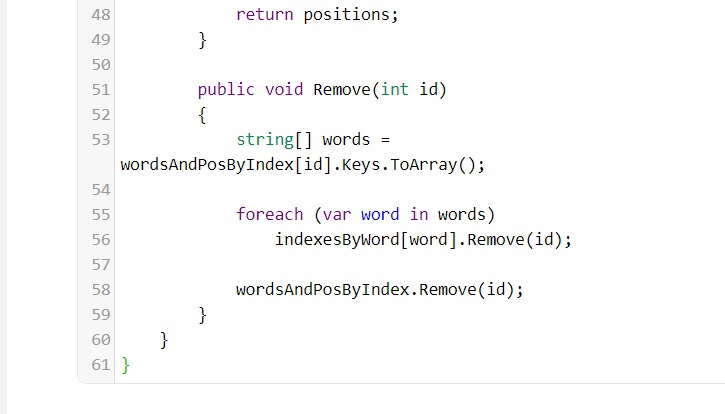 48 return positions;
49 }
50
51 public void Remove(int id)
52 {
53 string[] words =
wordsAndPosByIndex[id].Keys.ToArray();
54
55 foreach (var word in words)
56 indexesByWord[word].Remove(id);
57
58 wordsAndPosByIndex.Remove(id);
59 }
60 }
61 }